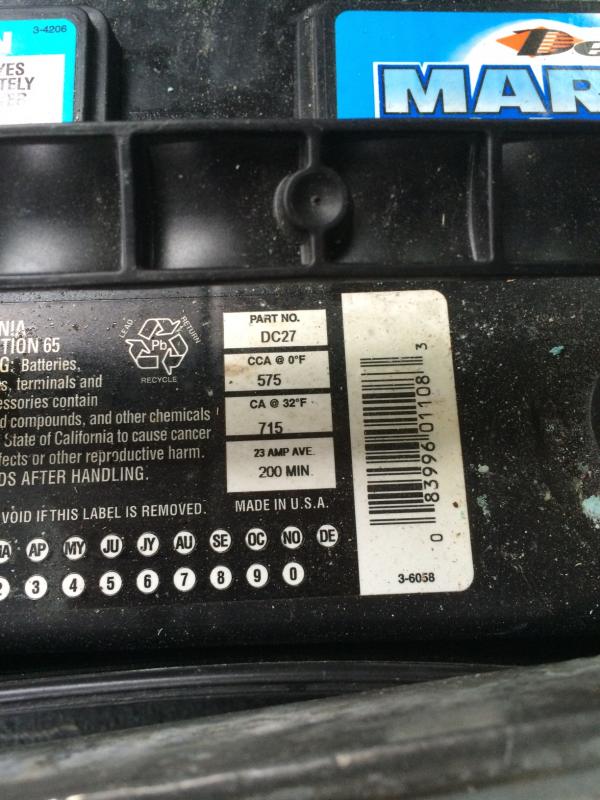 3-4206
MAR
PART NO.
DC27
CCA @ 0°F
575
CA @ 32°F
715
23 AMP AVE.
200 MIN.
MADE IN U.S.A.
LEAD
RETURN
Pb
RECYCLE
NIA
TION 65
G: Batteries,
s, terminals and
essories contain
d compounds, and other chemicals
State of California to cause cancer
fects or other reproductive harm.
DS AFTER HANDLING.
VOID IF THIS LABEL IS REMOVED.
AP MY JU JY AU SE OC NO DE
2 3 4 5 6 7 8 9 0
0 83996 01108 3
3-6058